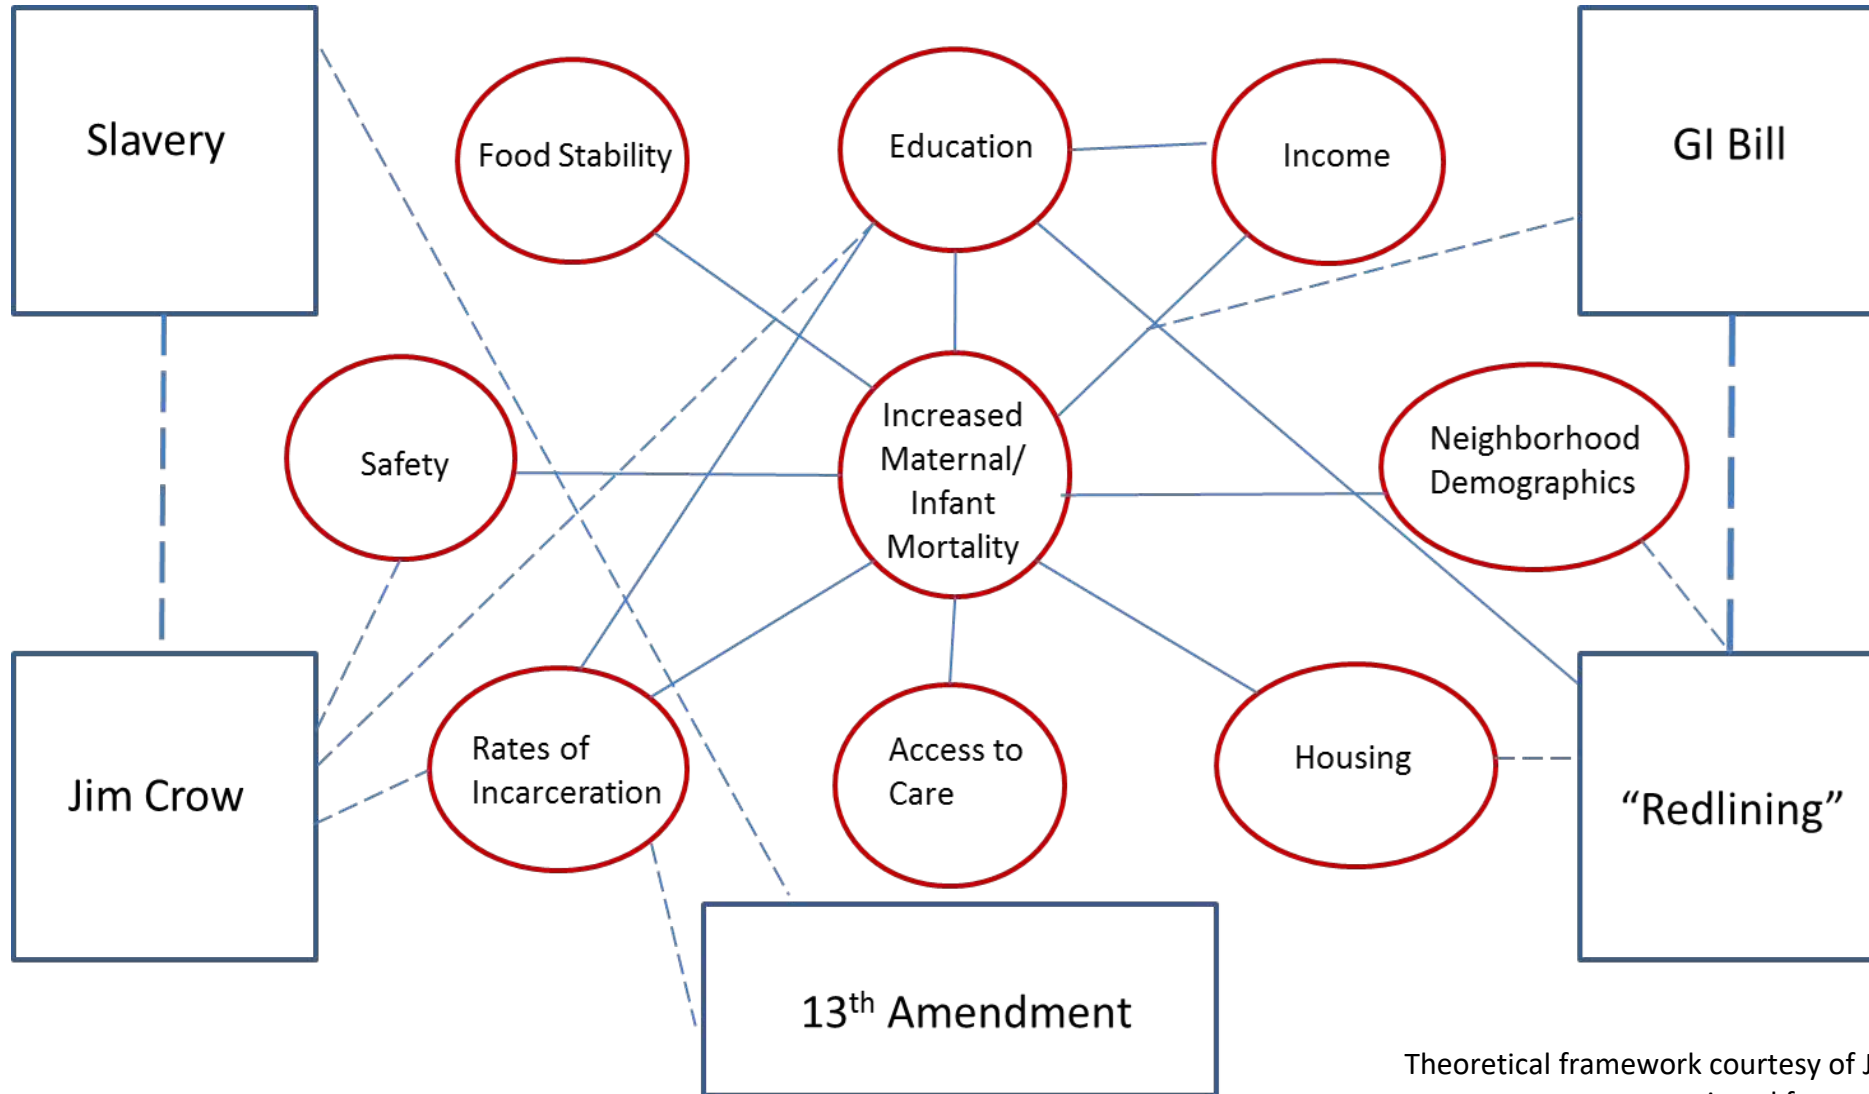 Slavery
Food Stability
Education
Income
GI Bill
Safety
Increased
Maternal/
Infant
Mortality
Neighborhood
Demographics
Jim Crow
Rates of
Incarceration
Access to
Care
Housing
“Redlining”
13th Amendment
Theoretical framework courtesy of J